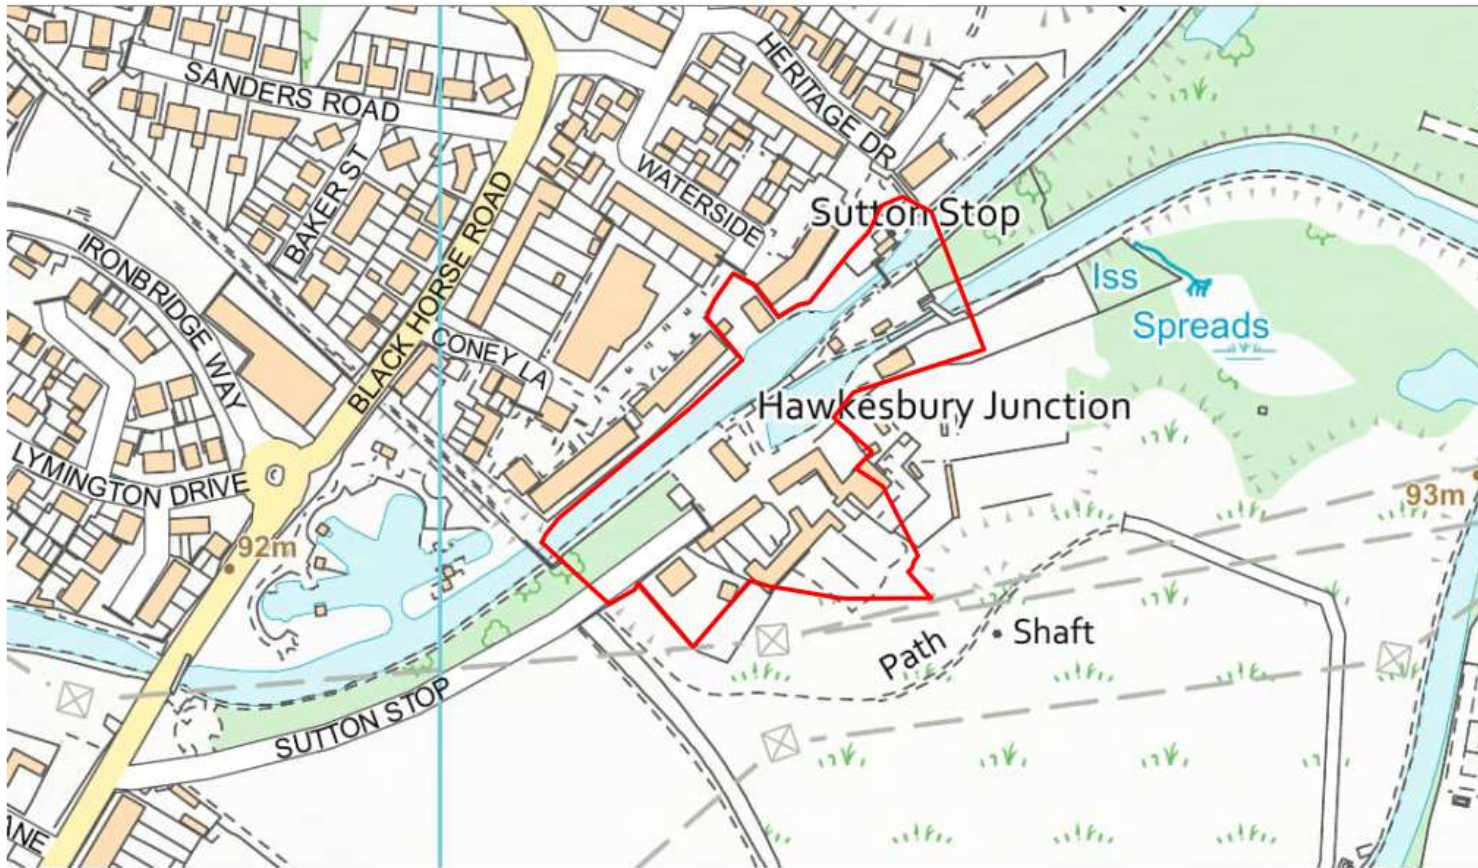 SANDERS ROAD
HERITAGE DR
BAKER ST
WATERSIDE
BLACK HORSE ROAD
Sutton Stop
IRONBRIDGE WAY
Iss
Spreads
CONEY LA
Hawkesbury Junction
LYMINGTON DRIVE
93m
92m
Shaft
Path
SUTTON STOP
ANE